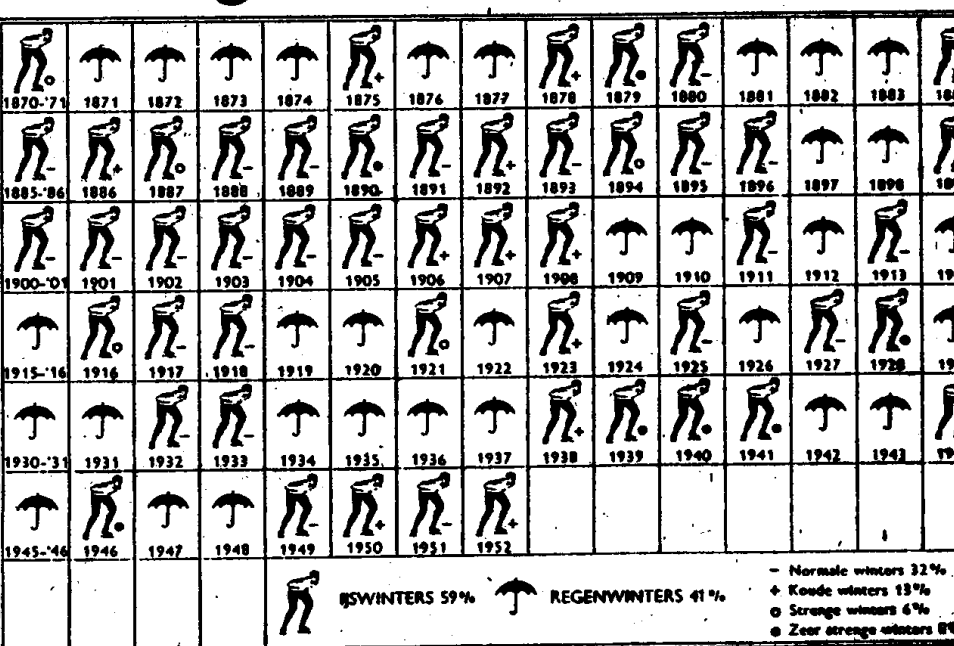 1870-'71 1871 1872 1873 1874 1875 1876 1877 1878 1879 1880 1881 1882 1883
1885-'86 1886 1887 1888 1889 1890 1891 1892 1893 1894 1895 1896 1897 1898
1900-'01 1901 1902 1903 1904 1905 1906 1907 1908 1909 1910 1911 1912 1913
1915-'16 1916 1917 1918 1919 1920 1921 1922 1923 1924 1925 1926 1927 1928
1930-'31 1931 1932 1933 1934 1935 1936 1937 1938 1939 1940 1941 1942 1943
1945-'46 1946 1947 1948 1949 1950 1951 1952
IJSWINTERS 59% REGENWINTERS 41%
- Normale winters 32%
+ Koude winters 13%
o Strenge winters 6%
● Zeer strenge winters